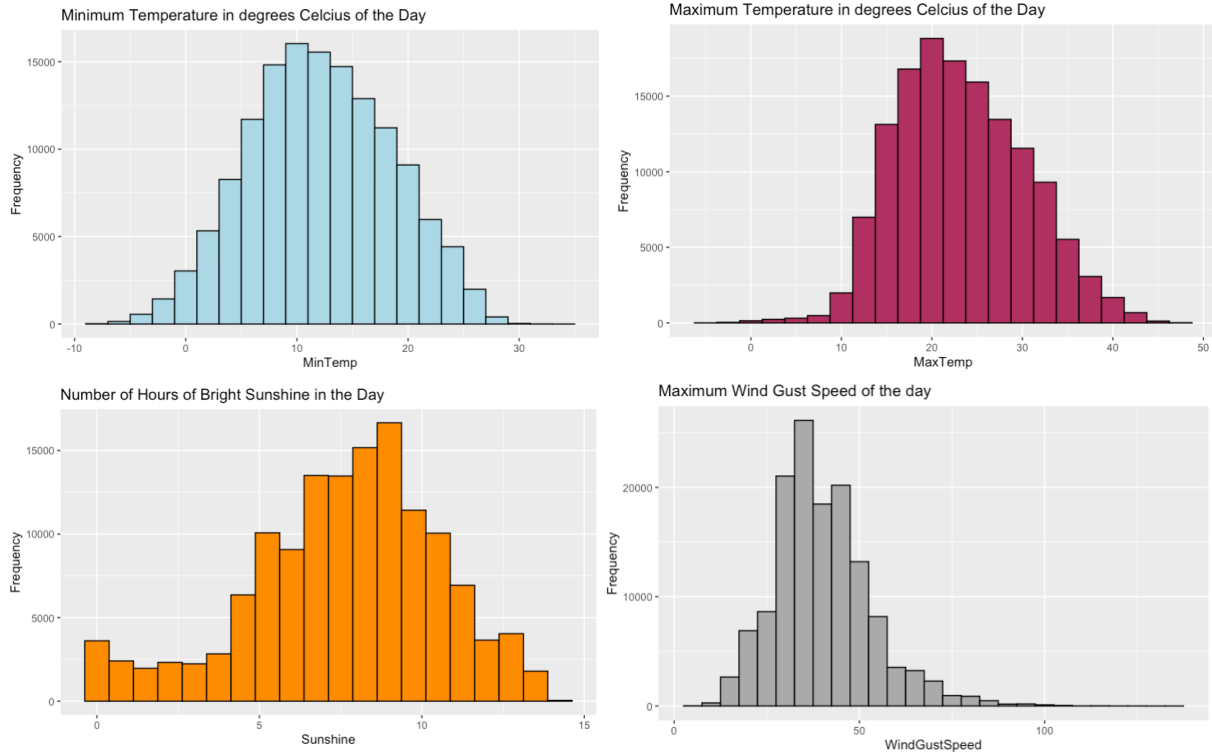 Minimum Temperature in degrees Celcius of the Day
15000
10000
5000
0
Frequency
-10 0 10 20 30
MinTemp
Maximum Temperature in degrees Celcius of the Day
15000
10000
5000
0
Frequency
0 10 20 30 40 50
MaxTemp
Number of Hours of Bright Sunshine in the Day
15000
10000
5000
0
Frequency
0 5 10 15
Sunshine
Maximum Wind Gust Speed of the day
20000
10000
0
Frequency
0 50 100
WindGustSpeed